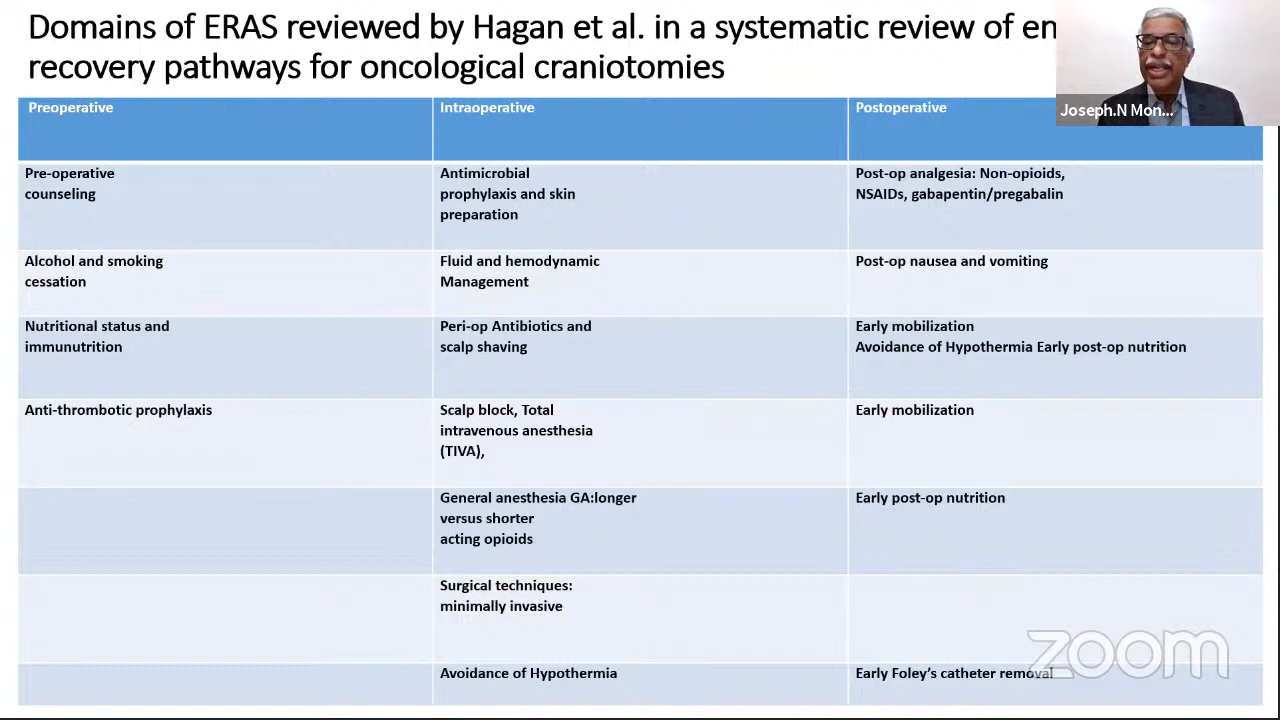 Domains of ERAS reviewed by Hagan et al. in a systematic review of en
recovery pathways for oncological craniotomies
Joseph.N Mon...
Preoperative
Intraoperative
Postoperative
Pre-operative
counseling
Antimicrobial
prophylaxis and skin
preparation
Post-op analgesia: Non-opioids,
NSAIDs, gabapentin/pregabalin
Alcohol and smoking
cessation
Fluid and hemodynamic
Management
Post-op nausea and vomiting
Nutritional status and
immunutrition
Peri-op Antibiotics and
scalp shaving
Early mobilization
Avoidance of Hypothermia Early post-op nutrition
Anti-thrombotic prophylaxis
Scalp block, Total
intravenous anesthesia
(TIVA),
Early mobilization
General anesthesia GA:longer
versus shorter
acting opioids
Early post-op nutrition
Surgical techniques:
minimally invasive
Avoidance of Hypothermia
Early Foley's catheter removal
zoom